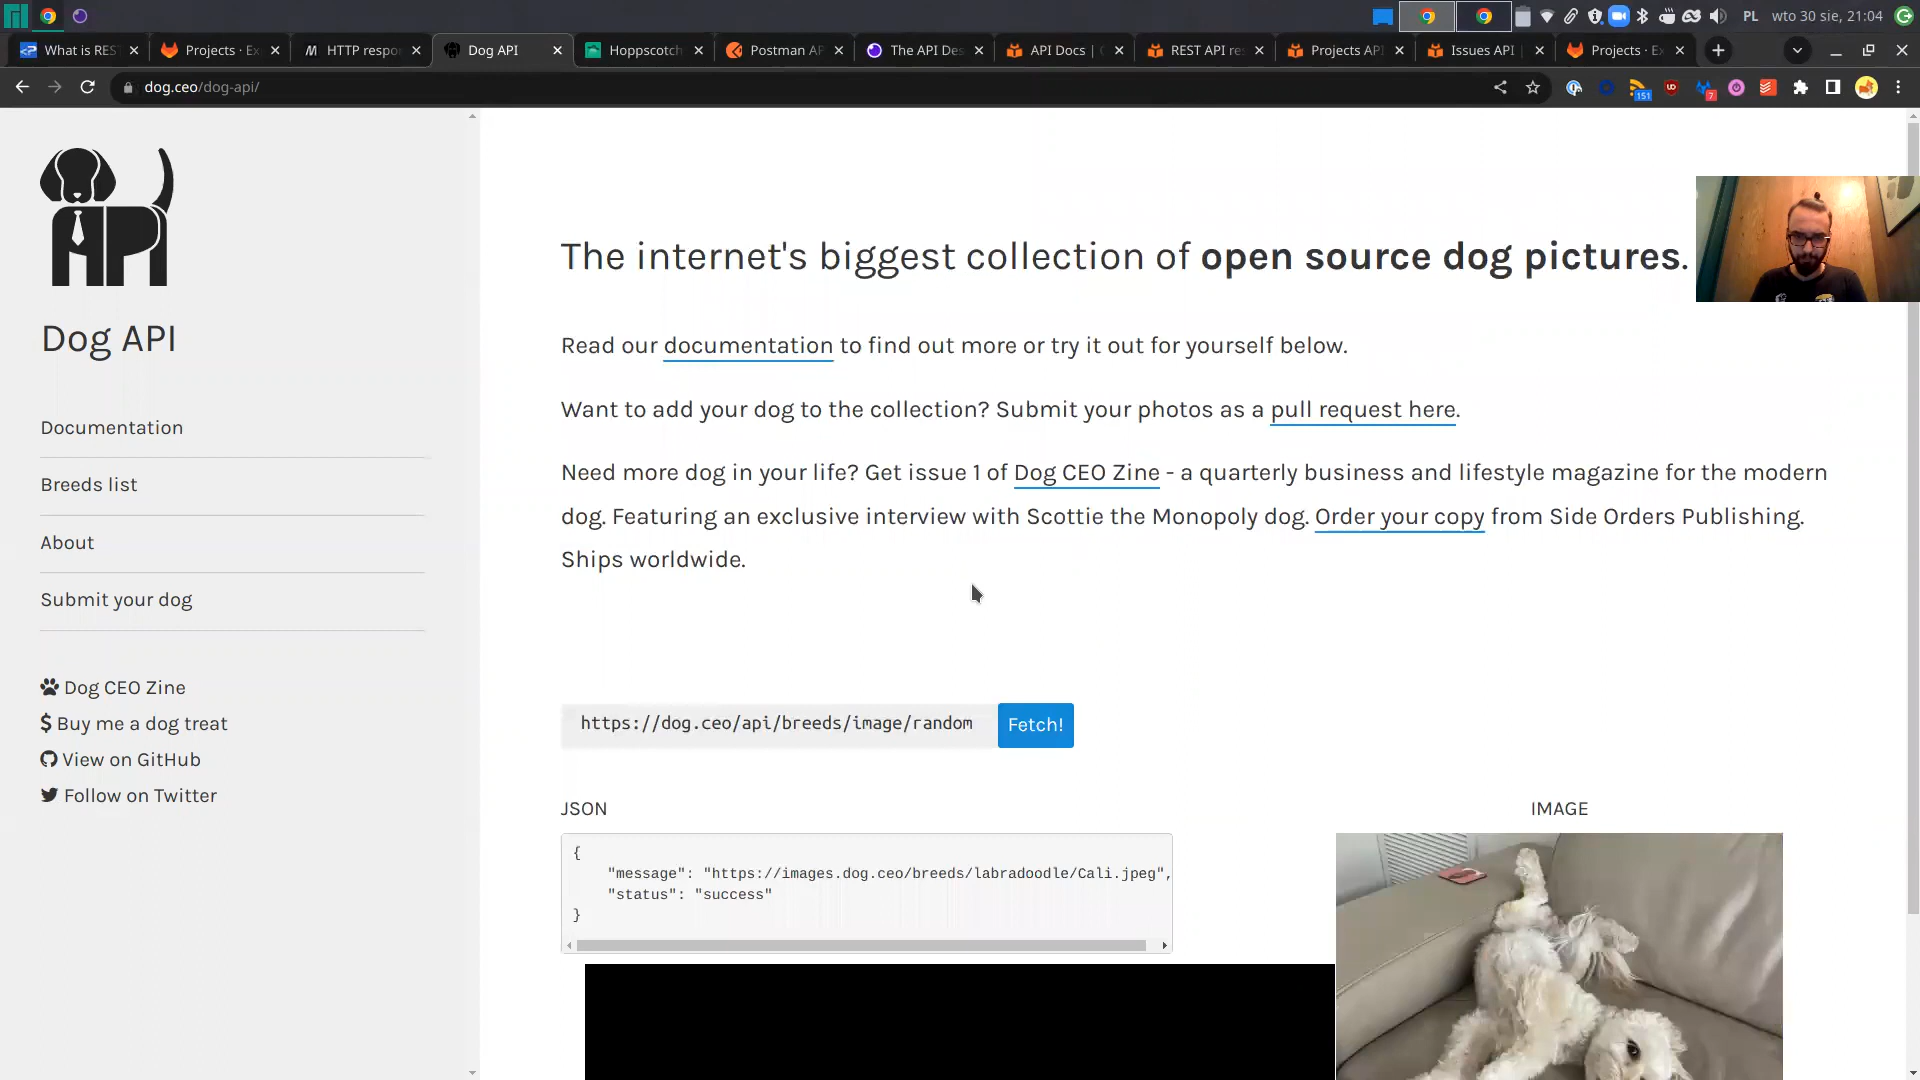 PL
wto 30 sie, 21:04
What is RES
Projects · Ex
HTTP respo
Dog API
Hoppscotch
Postman AP
The API Des
API Docs |
REST API re
Projects API
Issues API |
Projects · Ex
dog.ceo/dog-api/
151
7
Dog API
Documentation
Breeds list
About
Submit your dog
Dog CEO Zine
Buy me a dog treat
View on GitHub
Follow on Twitter
The internet's biggest collection of open source dog pictures.
Read our documentation to find out more or try it out for yourself below.
Want to add your dog to the collection? Submit your photos as a pull request here.
Need more dog in your life? Get issue 1 of Dog CEO Zine - a quarterly business and lifestyle magazine for the modern
dog. Featuring an exclusive interview with Scottie the Monopoly dog. Order your copy from Side Orders Publishing.
Ships worldwide.
https://dog.ceo/api/breeds/image/random
Fetch!
JSON
IMAGE
{
"message": "https://images.dog.ceo/breeds/labradoodle/Cali.jpeg",
"status": "success"
}